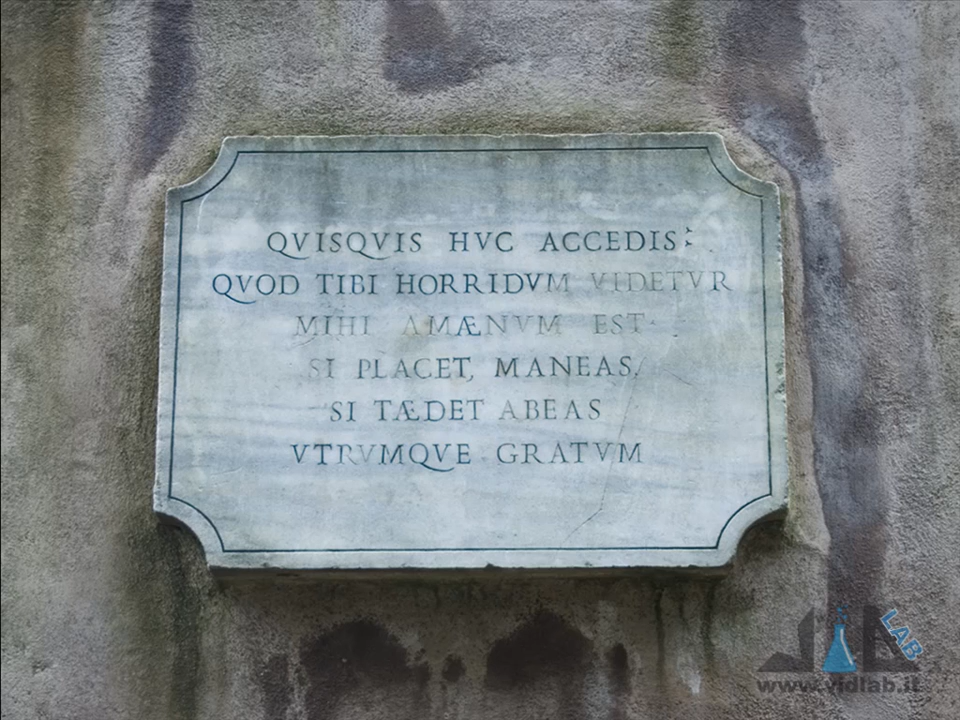 QVISQVIS HVC ACCEDIS:
QVOD TIBI HORRIDVM VIDETVR
MIHI AMÆNVM EST
SI PLACET, MANEAS,
SI TÆDET ABEAS
VTRVMQVE GRATVM
LAB
www.vidlab.it